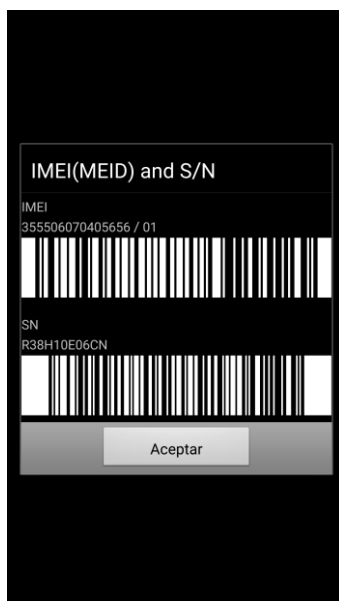 IMEI(MEID) and S/N
IMEI
355506070405656 / 01
SN
R38H10E06CN
Aceptar